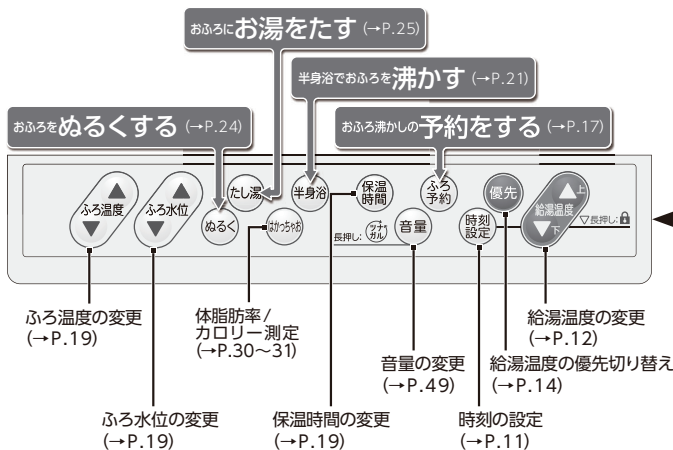 おふろにお湯をたす(→P.25)
半身浴でおふろを沸かす(→P.21)
おふろをぬるくする(→P.24)
おふろ沸かしの予約をする(→P.17)
ふろ温度
ふろ水位
たし湯
ぬるく
半身浴
はかっちゃお
保温
時間
長押し:
ツナ
ガル
音量
ふろ
予約
時刻
設定
優先
上
給湯温度
下
▽長押し:
ふろ温度の変更
(→P.19)
体脂肪率/
カロリー測定
(→P.30~31)
給湯温度の変更
(→P.12)
音量の変更
(→P.49)
給湯温度の優先切り替え
(→P.14)
ふろ水位の変更
(→P.19)
保温時間の変更
(→P.19)
時刻の設定
(→P.11)